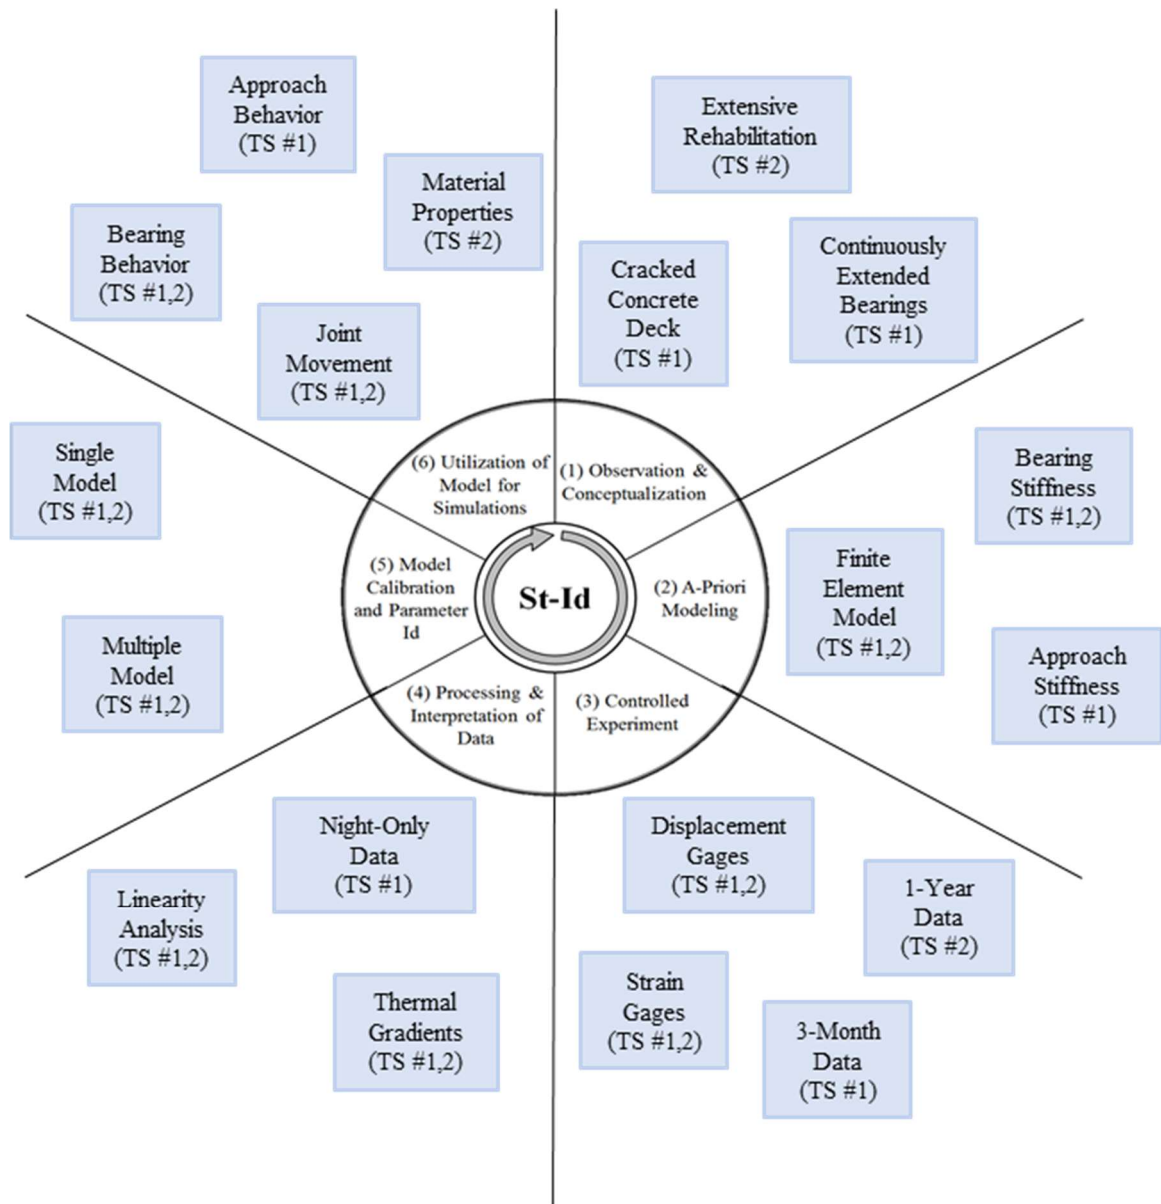 Approach
Behavior
(TS #1)
Material
Properties
(TS #2)
Bearing
Behavior
(TS #1,2)
Joint
Movement
(TS #1,2)
Extensive
Rehabilitation
(TS #2)
Cracked
Concrete
Deck
(TS #1)
Continuously
Extended
Bearings
(TS #1)
Single
Model
(TS #1,2)
Multiple
Model
(TS #1,2)
(6) Utilization of
Model for
Simulations
(1) Observation &
Conceptualization
(5) Model
Calibration
and Parameter
Id
St-Id
(2) A-Priori
Modeling
(4) Processing &
Interpretation of
Data
(3) Controlled
Experiment
Bearing
Stiffness
(TS #1,2)
Finite
Element
Model
(TS #1,2)
Approach
Stiffness
(TS #1)
Night-Only
Data
(TS #1)
Linearity
Analysis
(TS #1,2)
Thermal
Gradients
(TS #1,2)
Displacement
Gages
(TS #1,2)
1-Year
Data
(TS #2)
Strain
Gages
(TS #1,2)
3-Month
Data
(TS #1)